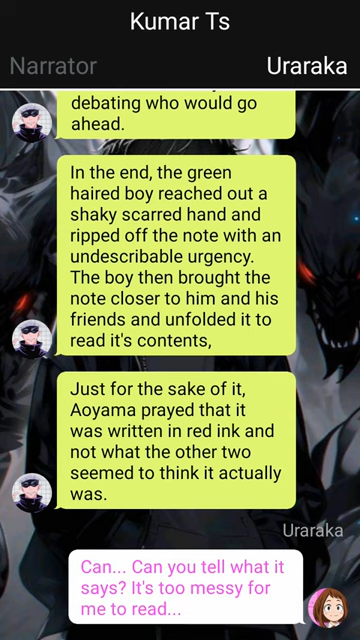 Kumar Ts
Narrator
Uraraka
debating who would go
ahead.
In the end, the green
haired boy reached out a
shaky scarred hand and
ripped off the note with an
undescribable urgency.
The boy then brought the
note closer to him and his
friends and unfolded it to
read it's contents,
Just for the sake of it,
Aoyama prayed that it
was written in red ink and
not what the other two
seemed to think it actually
was.
Uraraka
Can... Can you tell what it
says? It's too messy for
me to read...